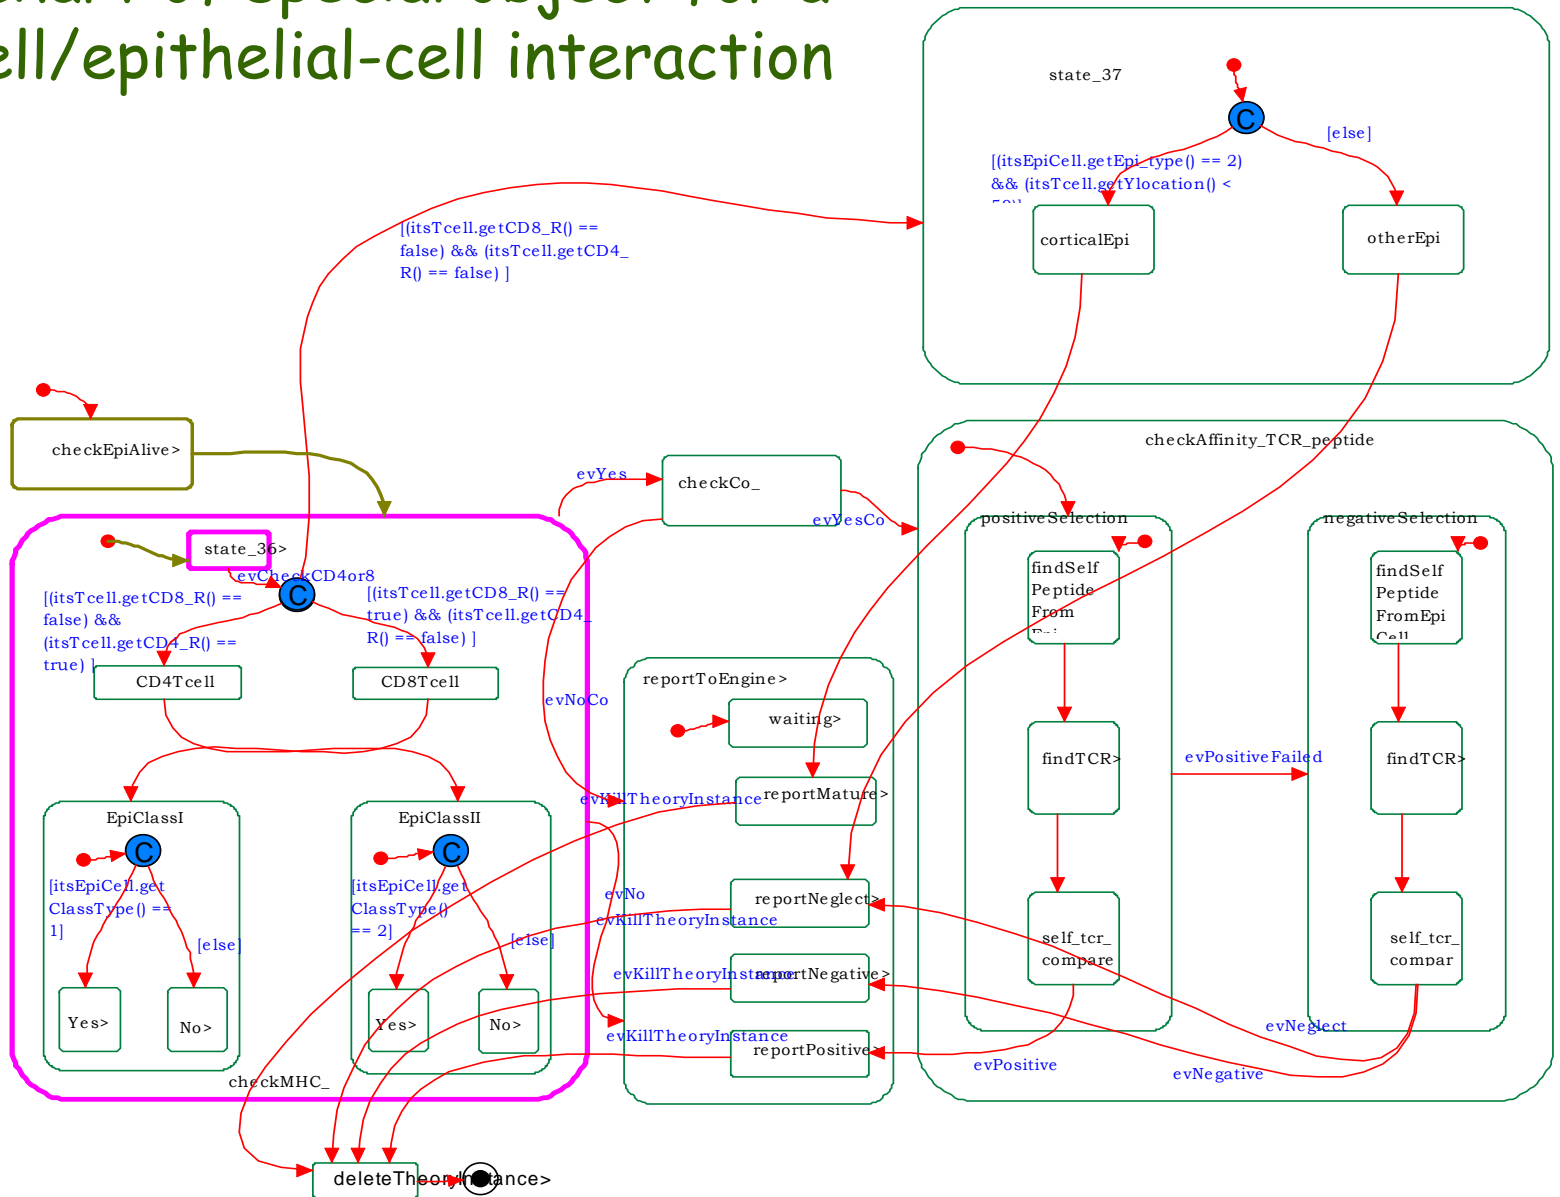 ell/epithelial-cell interaction
state_37
[else]
[(itsEpiCell.getEpi_type() == 2)
&& (itsTcell.getYlocation() <
corticalEpi
otherEpi
[(itsTcell.getCD8_R() ==
false) && (itsTcell.getCD4_
R() == false) ]
checkEpiAlive>
evYes
checkCo_
evYesCo
checkAffinity_TCR_peptide
positiveSelection
negativeSelection
state_36>
evCheckCD4or8
[(itsTcell.getCD8_R() ==
false) &&
(itsTcell.getCD4_R() ==
true) ]
[(itsTcell.getCD8_R() ==
true) && (itsTcell.getCD4_
R() == false) ]
C
C
CD4Tcell
CD8Tcell
evNoCo
findSelf
Peptide
From
findSelf
Peptide
FromEpi
Cell
reportToEngine>
waiting>
findTCR>
evPositiveFailed
findTCR>
evKillTheoryInstance
reportMature>
EpiClassI
C
[itsEpiCell.get
ClassType() ==
1]
[else]
Yes>
No>
EpiClassII
C
[itsEpiCell.get
ClassType()
== 2]
[else]
Yes>
No>
checkMHC_
evNo
reportNeglect>
evKillTheoryInstance
evKillTheoryInstance
reportNegative>
evKillTheoryInstance
reportPositive>
self_tcr_
compare
self_tcr_
compar
evNeglect
evPositive
evNegative
deleteTheoryInstance>